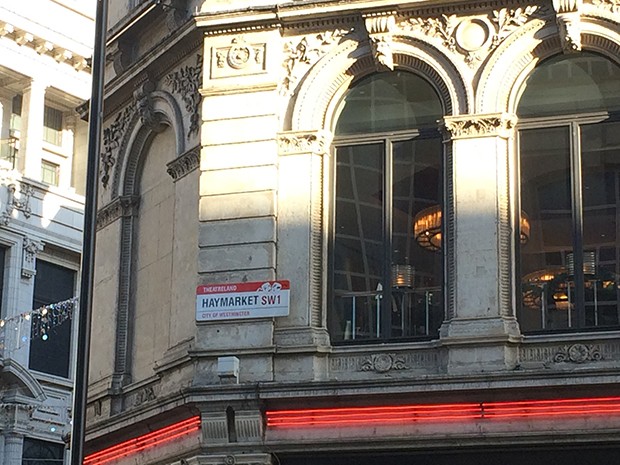 THEATRELAND
HAYMARKET SW1
CITY OF WESTMINSTER